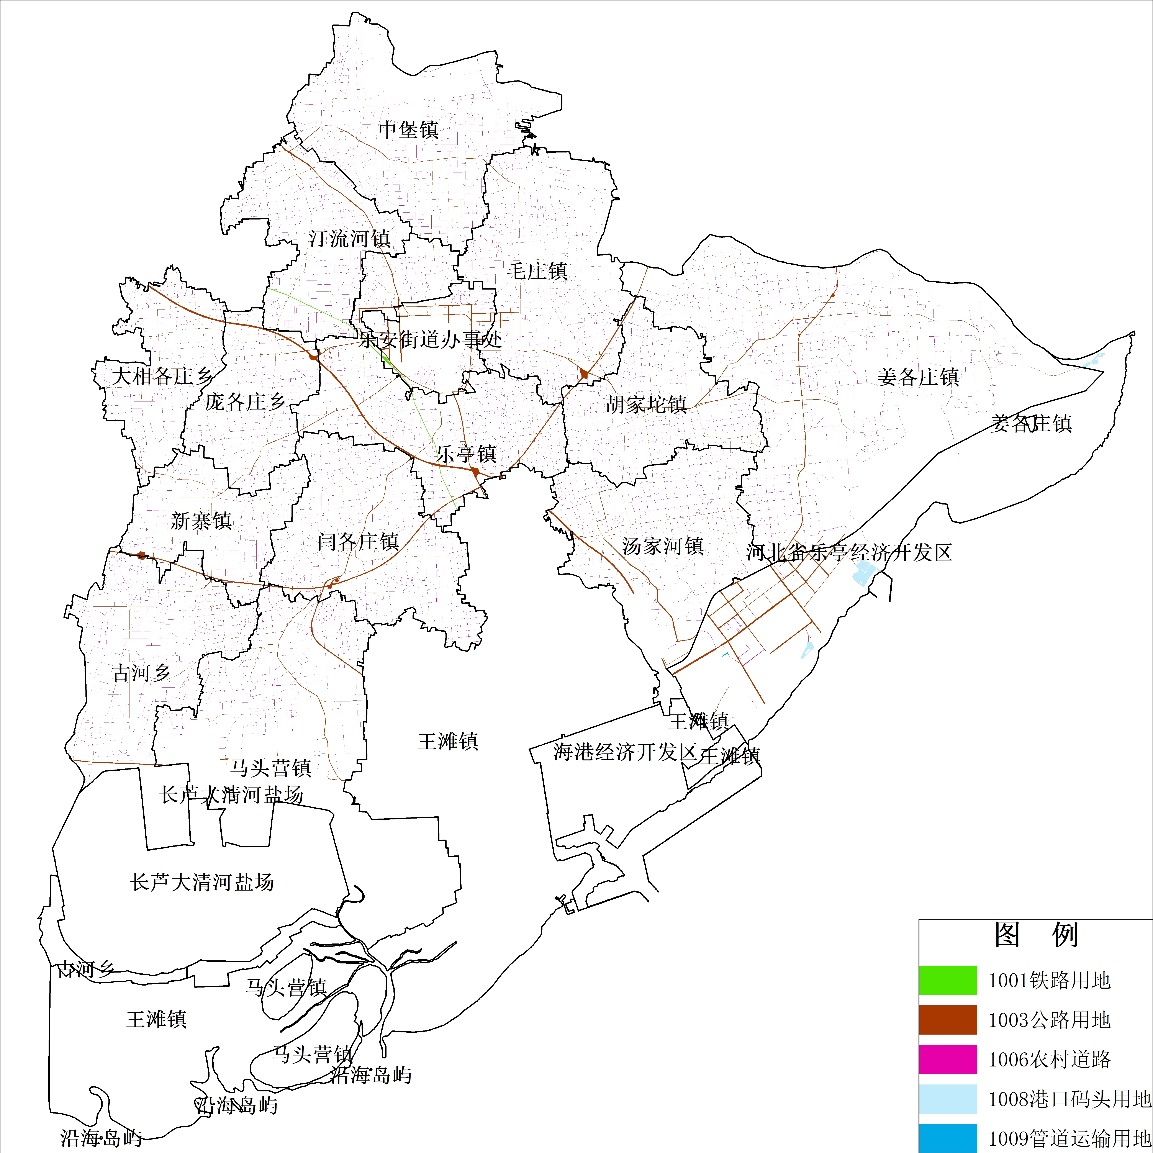 中堡镇
汀流河镇
毛庄镇
乐安街道办事处
大相各庄乡
庞各庄乡
胡家坨镇
姜各庄镇
姜各庄镇
乐亭镇
新寨镇
闫各庄镇
汤家河镇
河北省乐亭经济开发区
古河乡
王滩镇
王滩镇
海港经济开发区
王滩镇
马头营镇
长芦大清河盐场
长芦大清河盐场
古河乡
马头营镇
王滩镇
马头营镇
沿海岛屿
沿海岛屿
沿海岛屿
图 例
1001铁路用地
1003公路用地
1006农村道路
1008港口码头用地
1009管道运输用地